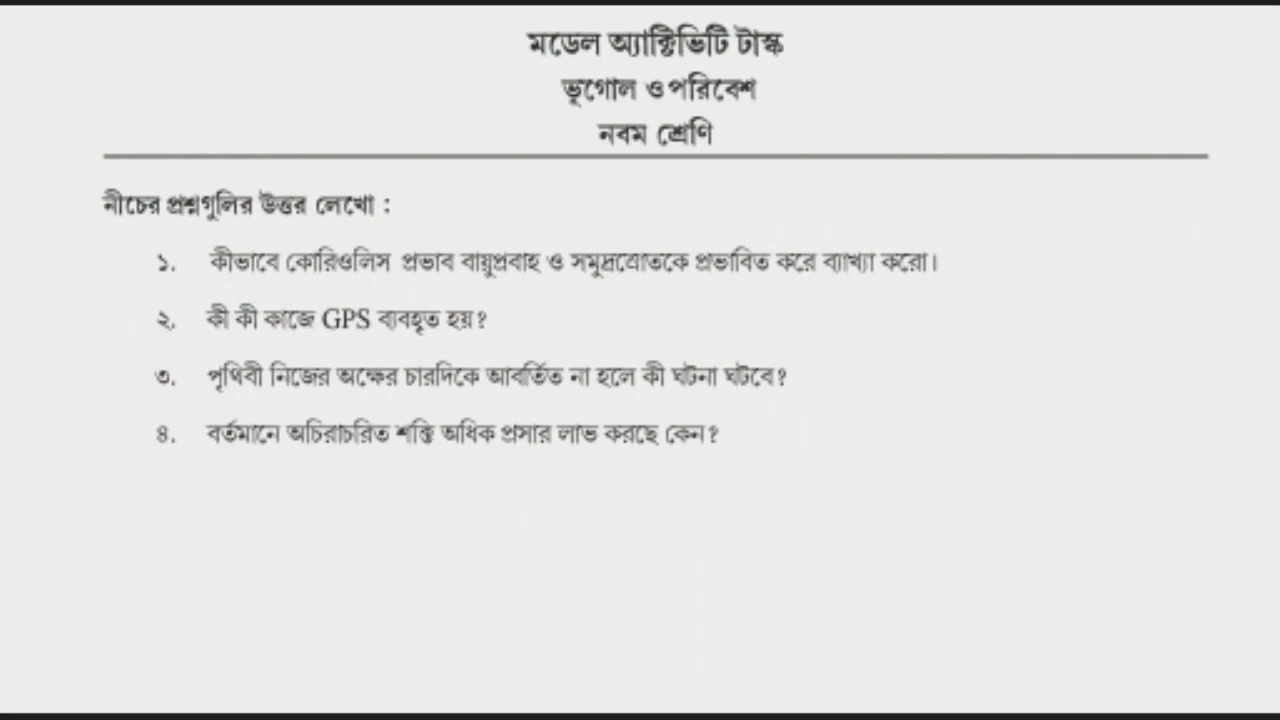 মডেল অ্যাক্টিভিটি টাস্ক
ভূগোল ও পরিবেশ
নবম শ্রেণি
নীচের প্রশ্নগুলির উত্তর লেখো :
১. কীভাবে কোরিওলিস প্রভাব বায়ুপ্রবাহ ও সমুদ্রস্রোতকে প্রভাবিত করে ব্যাখ্যা করো।
২. কী কী কাজে GPS ব্যবহৃত হয়?
৩. পৃথিবী নিজের অক্ষের চারদিকে আবর্তিত না হলে কী ঘটনা ঘটবে?
৪. বর্তমানে অচিরাচরিত শক্তি অধিক প্রসার লাভ করছে কেন?